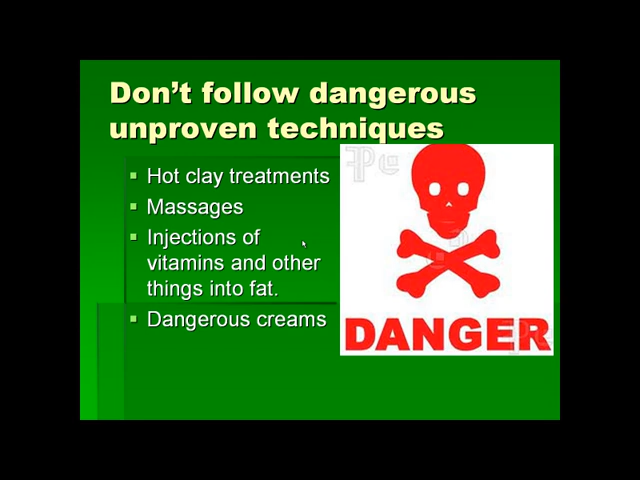 Don't follow dangerous
unproven techniques
Hot clay treatments
Massages
Injections of
vitamins and other
things into fat.
Dangerous creams
DANGER